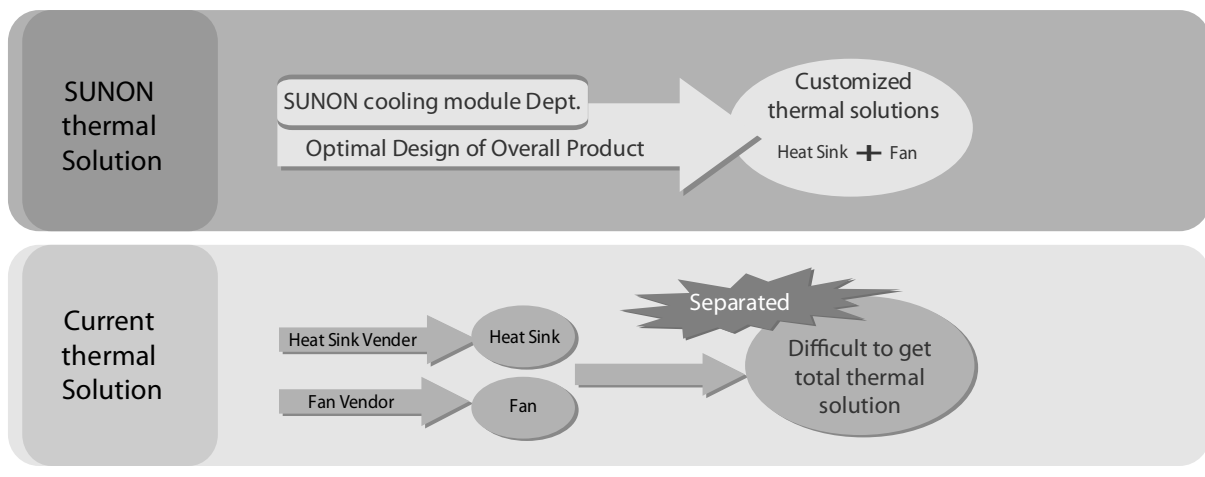 SUNON
thermal
Solution
SUNON cooling module Dept.
Optimal Design of Overall Product
Customized
thermal solutions
Heat Sink + Fan
Current
thermal
Solution
Heat Sink Vender
Heat Sink
Fan Vendor
Fan
Separated
Difficult to get
total thermal
solution